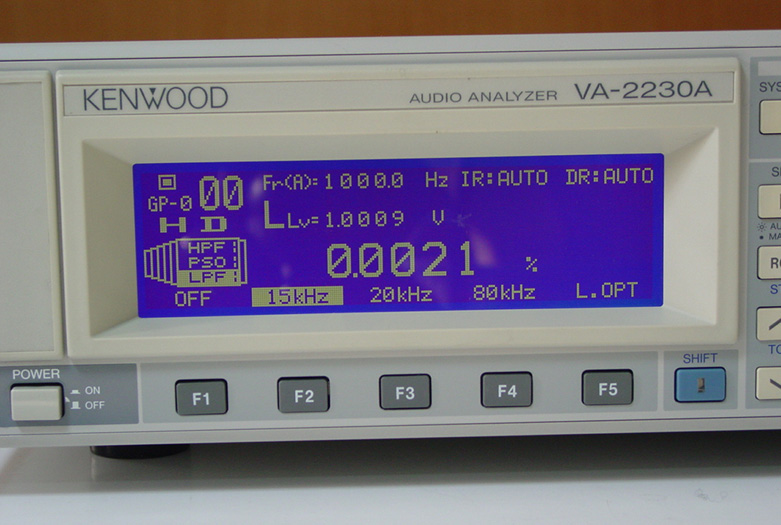 KENWOOD AUDIO ANALYZER VA-2230A
GP-0 00 Fr(A)=1000.0 Hz IR:AUTO DR:AUTO
HD L Lv=1.0009 V
HPF:
PSO:
LPF:
0.0021 %
OFF 15kHz 20kHz 80kHz L.OPT
POWER
ON
OFF
F1 F2 F3 F4 F5
SHIFT